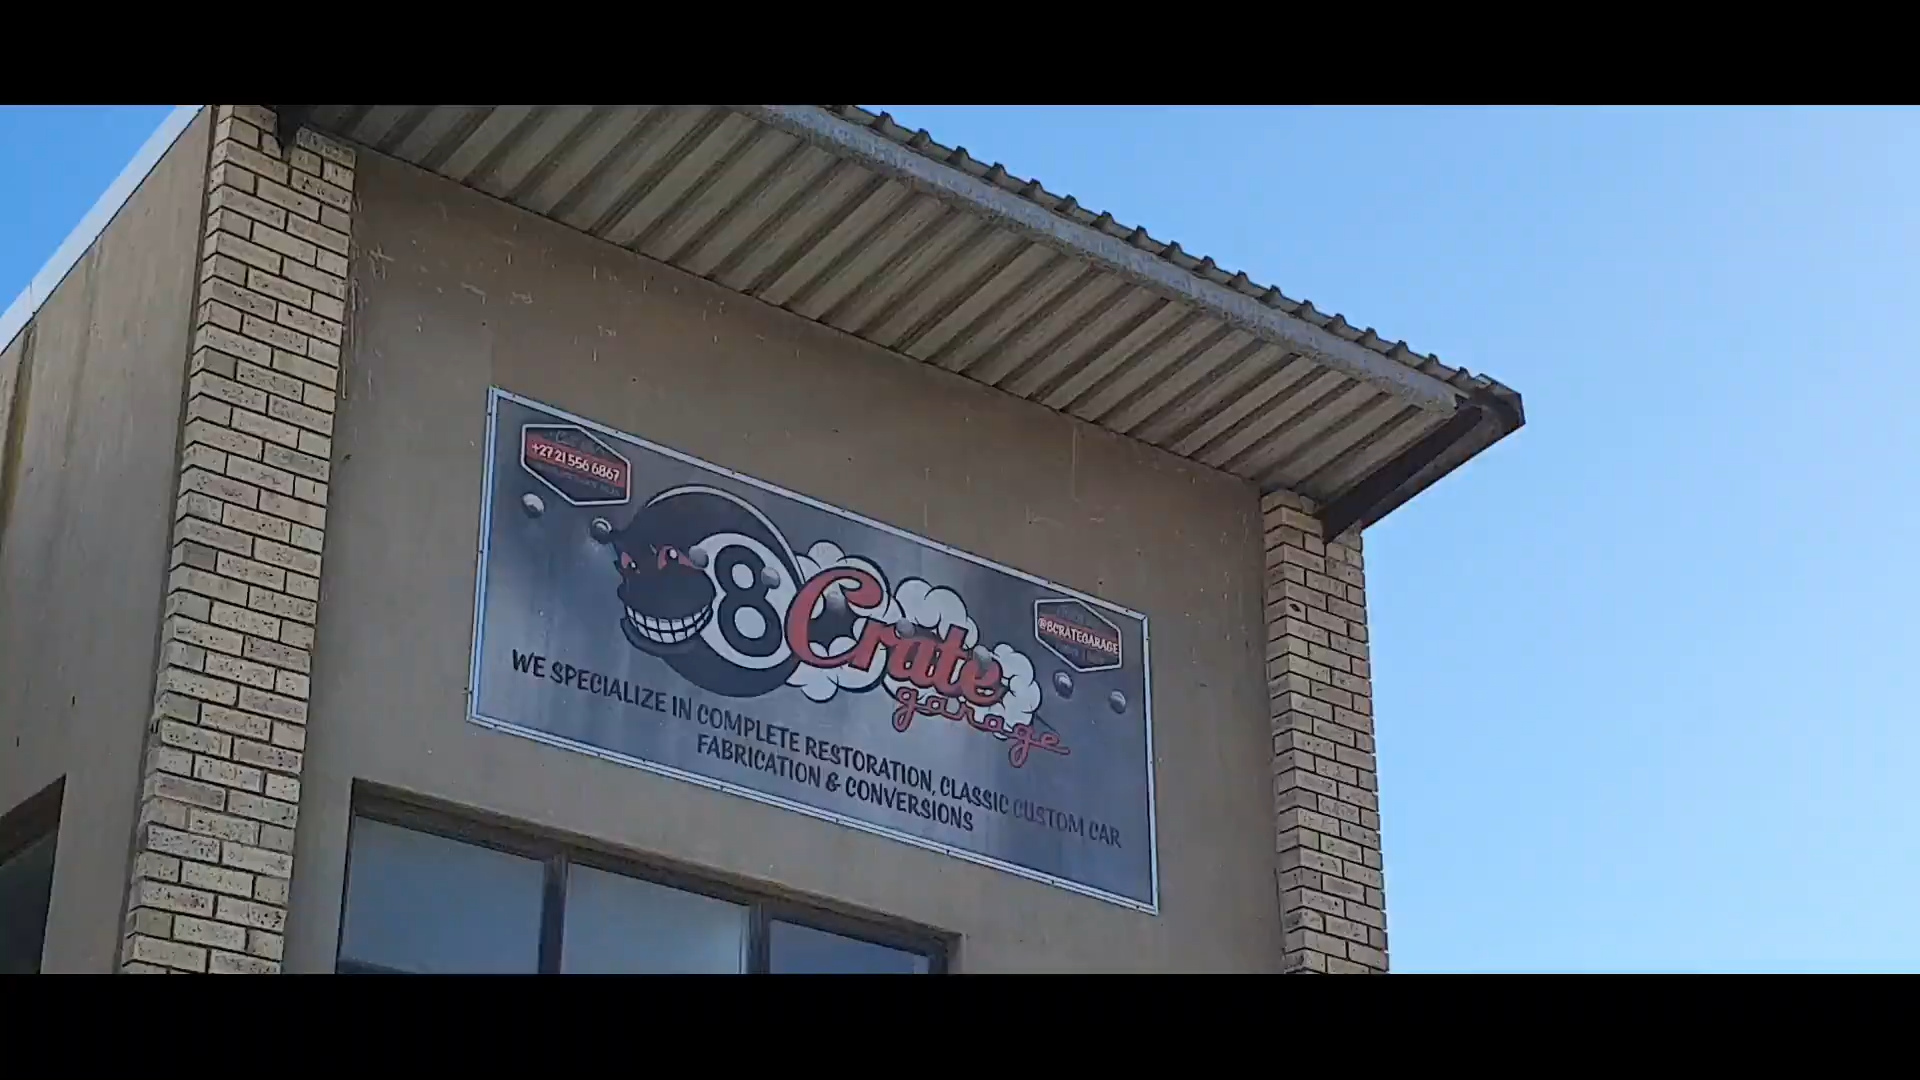 +27 21 556 6867
8 Crate
garage
@8CRATEGARAGE
WE SPECIALIZE IN COMPLETE RESTORATION, CLASSIC CUSTOM CAR
FABRICATION & CONVERSIONS